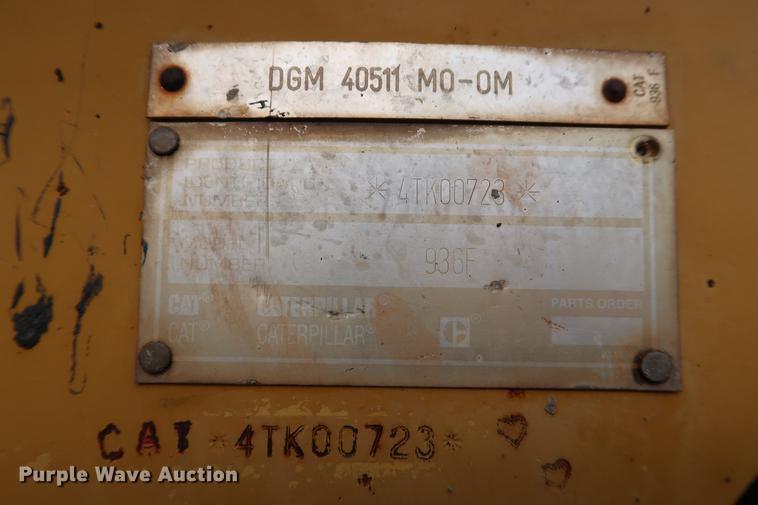 DGM 40511 MO-OM
CAT
936 F
PRODUCT
IDENTIFICATION
NUMBER
*4TK00723*
MODEL
NUMBER
936F
CAT® CATERPILLAR®
CAT® CATERPILLAR®
PARTS ORDER
CAT *4TK00723*
Purple Wave Auction